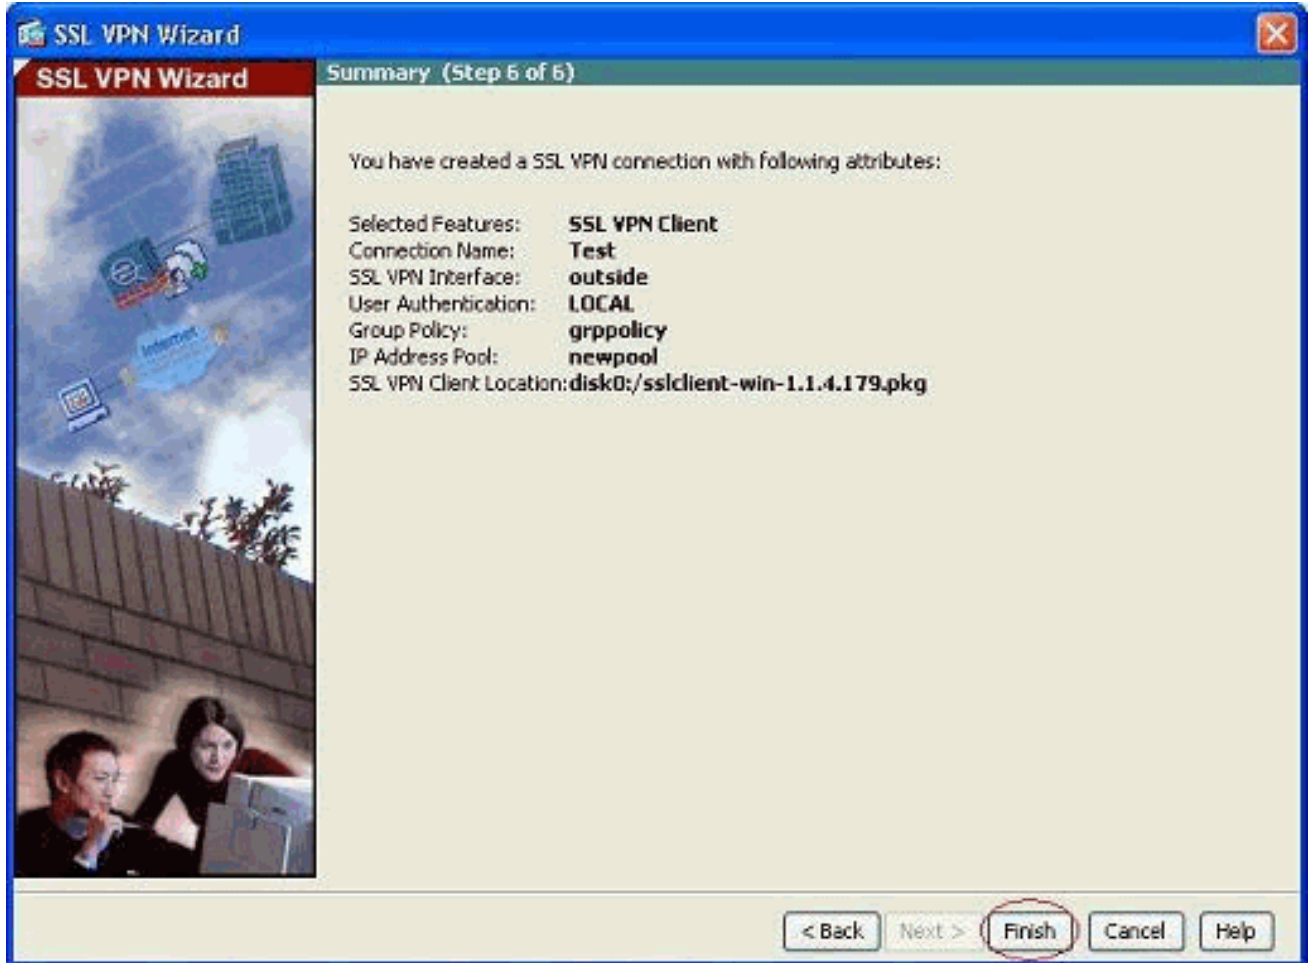 SSL VPN Wizard
SSL VPN Wizard
Summary (Step 6 of 6)
You have created a SSL VPN connection with following attributes:
Selected Features: SSL VPN Client
Connection Name: Test
SSL VPN Interface: outside
User Authentication: LOCAL
Group Policy: grppolicy
IP Address Pool: newpool
SSL VPN Client Location:disk0:/sslclient-win-1.1.4.179.pkg
Internet
< Back Next > Finish Cancel Help